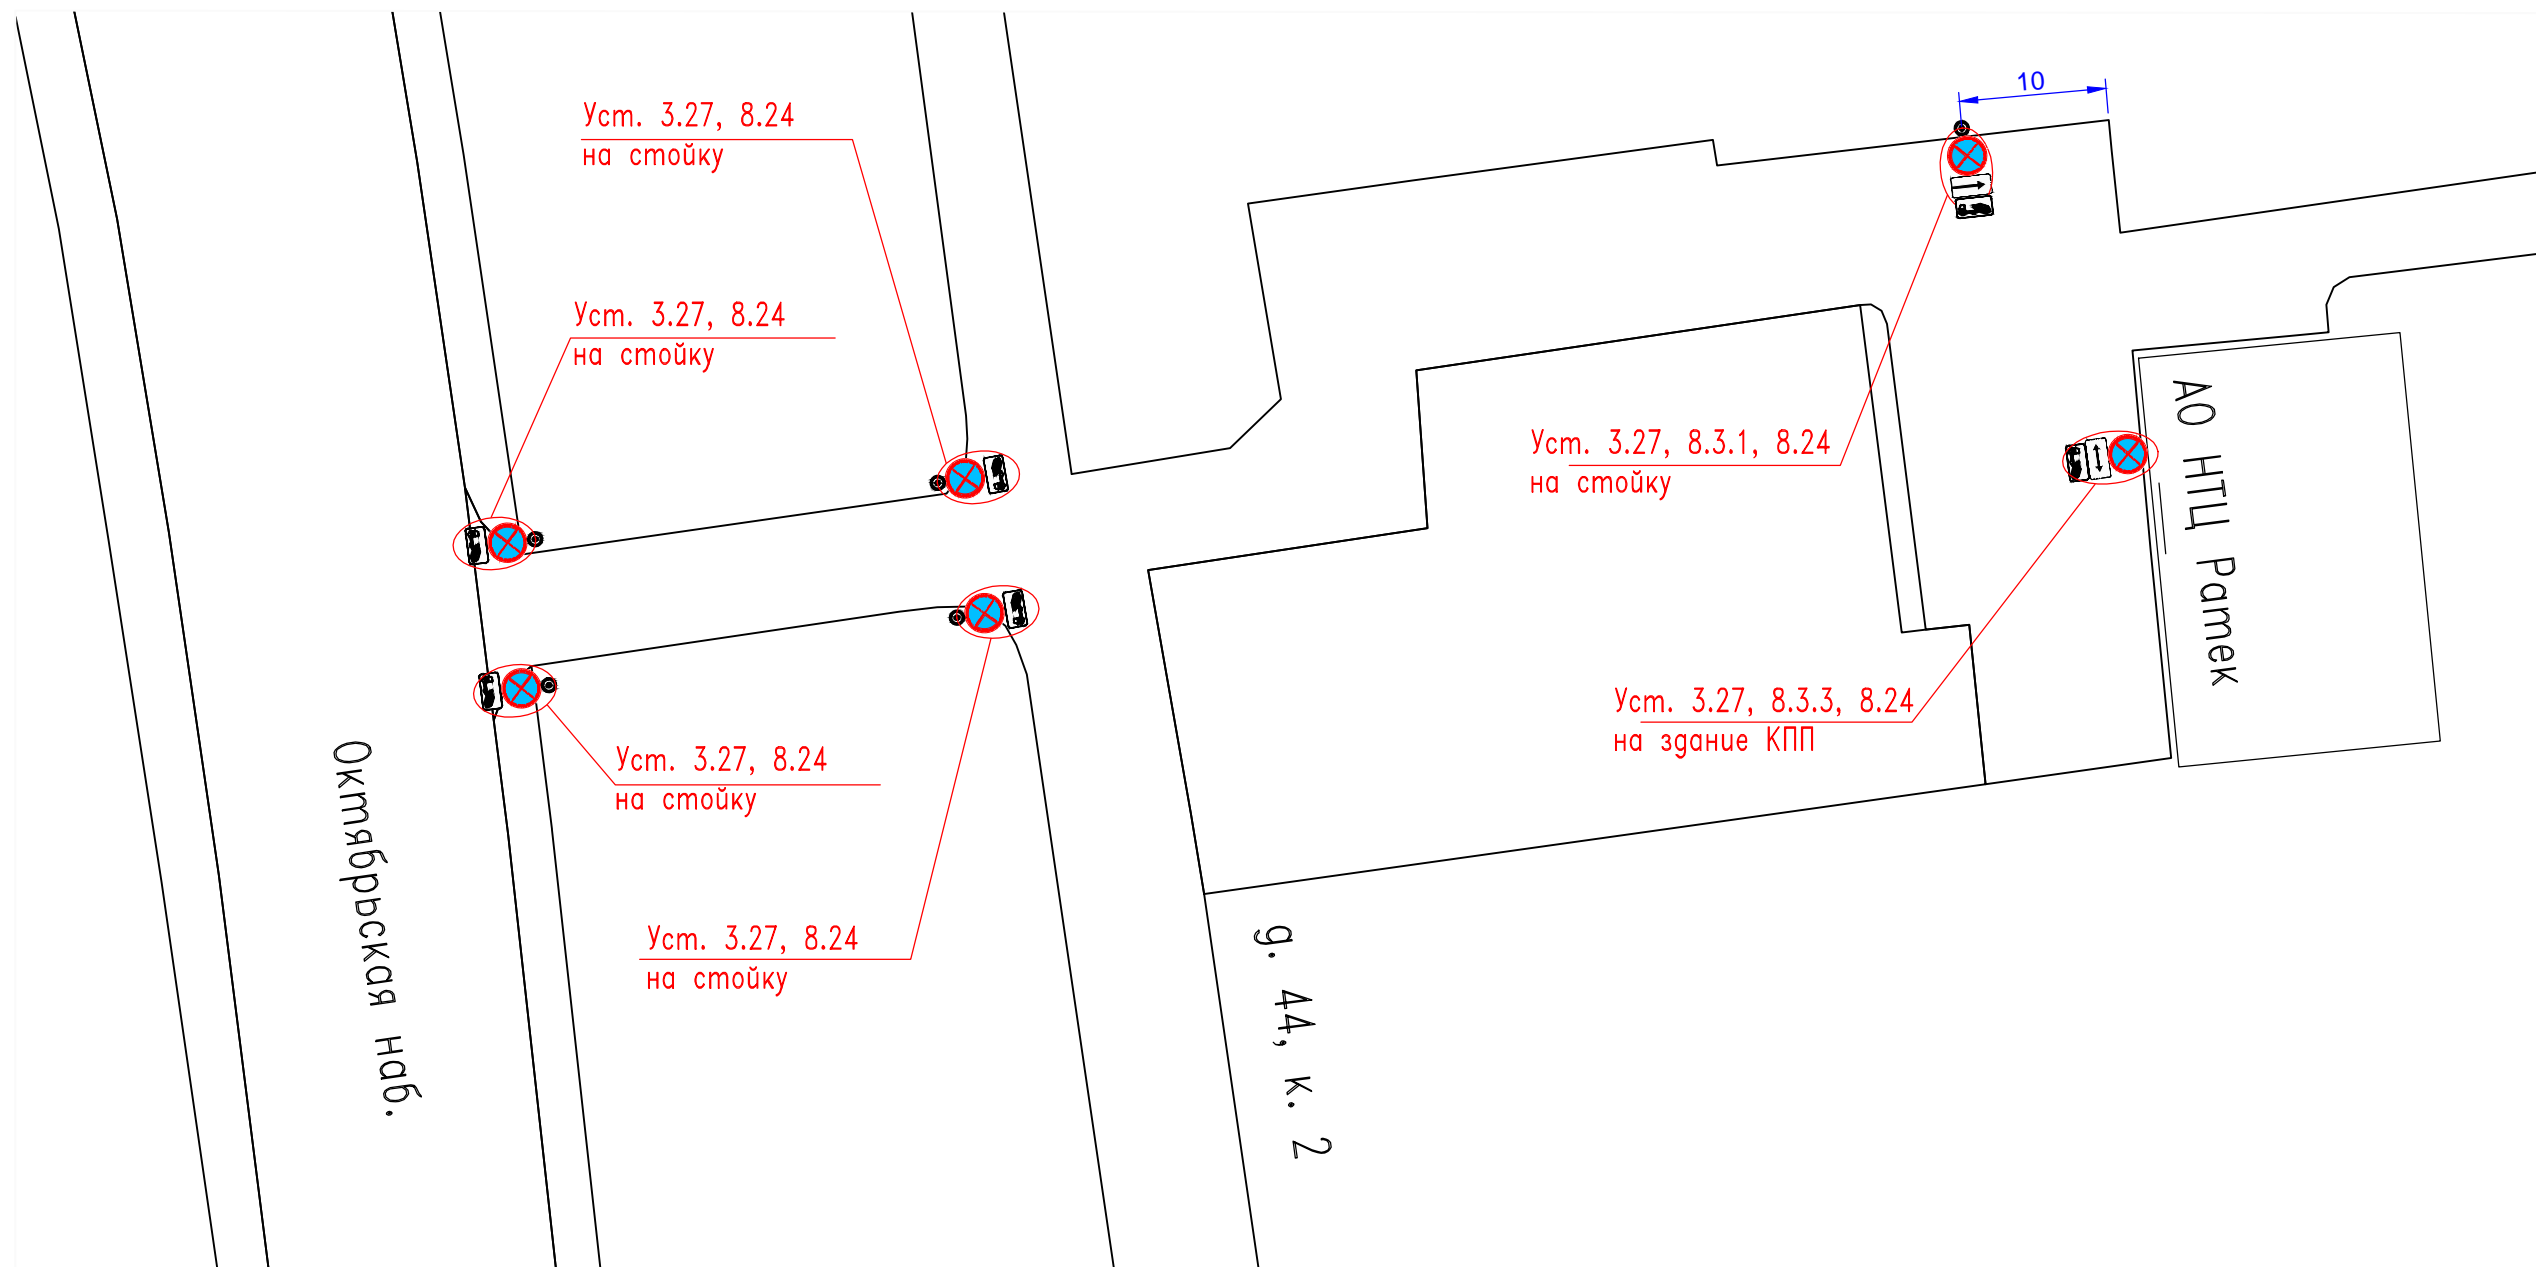 10
Уст. 3.27, 8.24
на стойку
Уст. 3.27, 8.24
на стойку
Уст. 3.27, 8.3.1, 8.24
на стойку
АО НТЦ Ратек
Уст. 3.27, 8.3.3, 8.24
на здание КПП
Уст. 3.27, 8.24
на стойку
Октябрьская наб.
Уст. 3.27, 8.24
на стойку
д. 44, к. 2